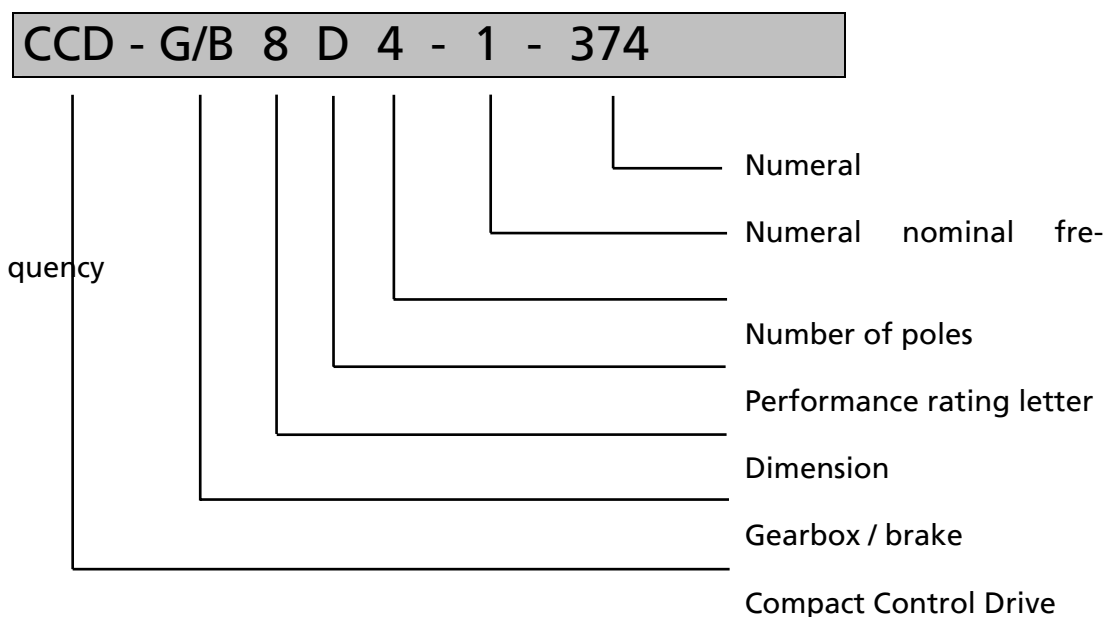 CCD - G/B 8 D 4 - 1 - 374
Numeral
Numeral nominal fre-
quency
Number of poles
Performance rating letter
Dimension
Gearbox / brake
Compact Control Drive